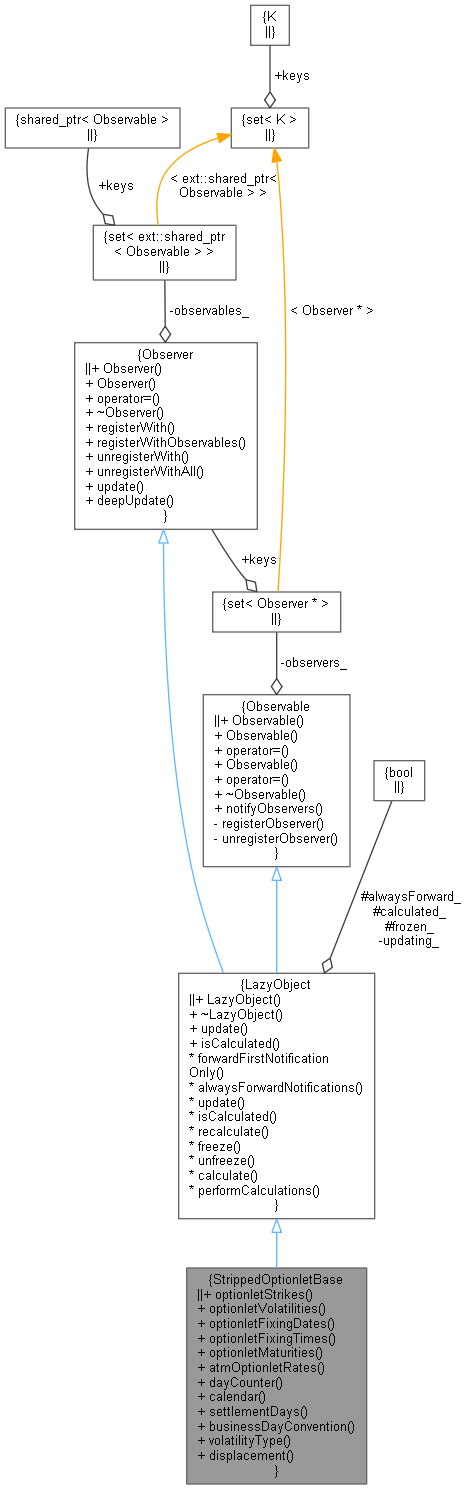 {K
||}
+keys
{shared_ptr< Observable >
||}
{set< K >
||}
+keys
< ext::shared_ptr<
Observable > >
{set< ext::shared_ptr
< Observable > >
||}
-observables_
< Observer * >
{Observer
||+ Observer()
+ Observer()
+ operator=()
+ ~Observer()
+ registerWith()
+ registerWithObservables()
+ unregisterWith()
+ unregisterWithAll()
+ update()
+ deepUpdate()
}
+keys
{set< Observer * >
||}
-observers_
{Observable
||+ Observable()
+ Observable()
+ operator=()
+ Observable()
+ operator=()
+ ~Observable()
+ notifyObservers()
- registerObserver()
- unregisterObserver()
}
{bool
||}
#alwaysForward_
#calculated_
#frozen_
-updating_
{LazyObject
||+ LazyObject()
+ ~LazyObject()
+ update()
+ isCalculated()
* forwardFirstNotification
Only()
* alwaysForwardNotifications()
* update()
* isCalculated()
* recalculate()
* freeze()
* unfreeze()
* calculate()
* performCalculations()
}
{StrippedOptionletBase
||+ optionletStrikes()
+ optionletVolatilities()
+ optionletFixingDates()
+ optionletFixingTimes()
+ optionletMaturities()
+ atmOptionletRates()
+ dayCounter()
+ calendar()
+ settlementDays()
+ businessDayConvention()
+ volatilityType()
+ displacement()
}